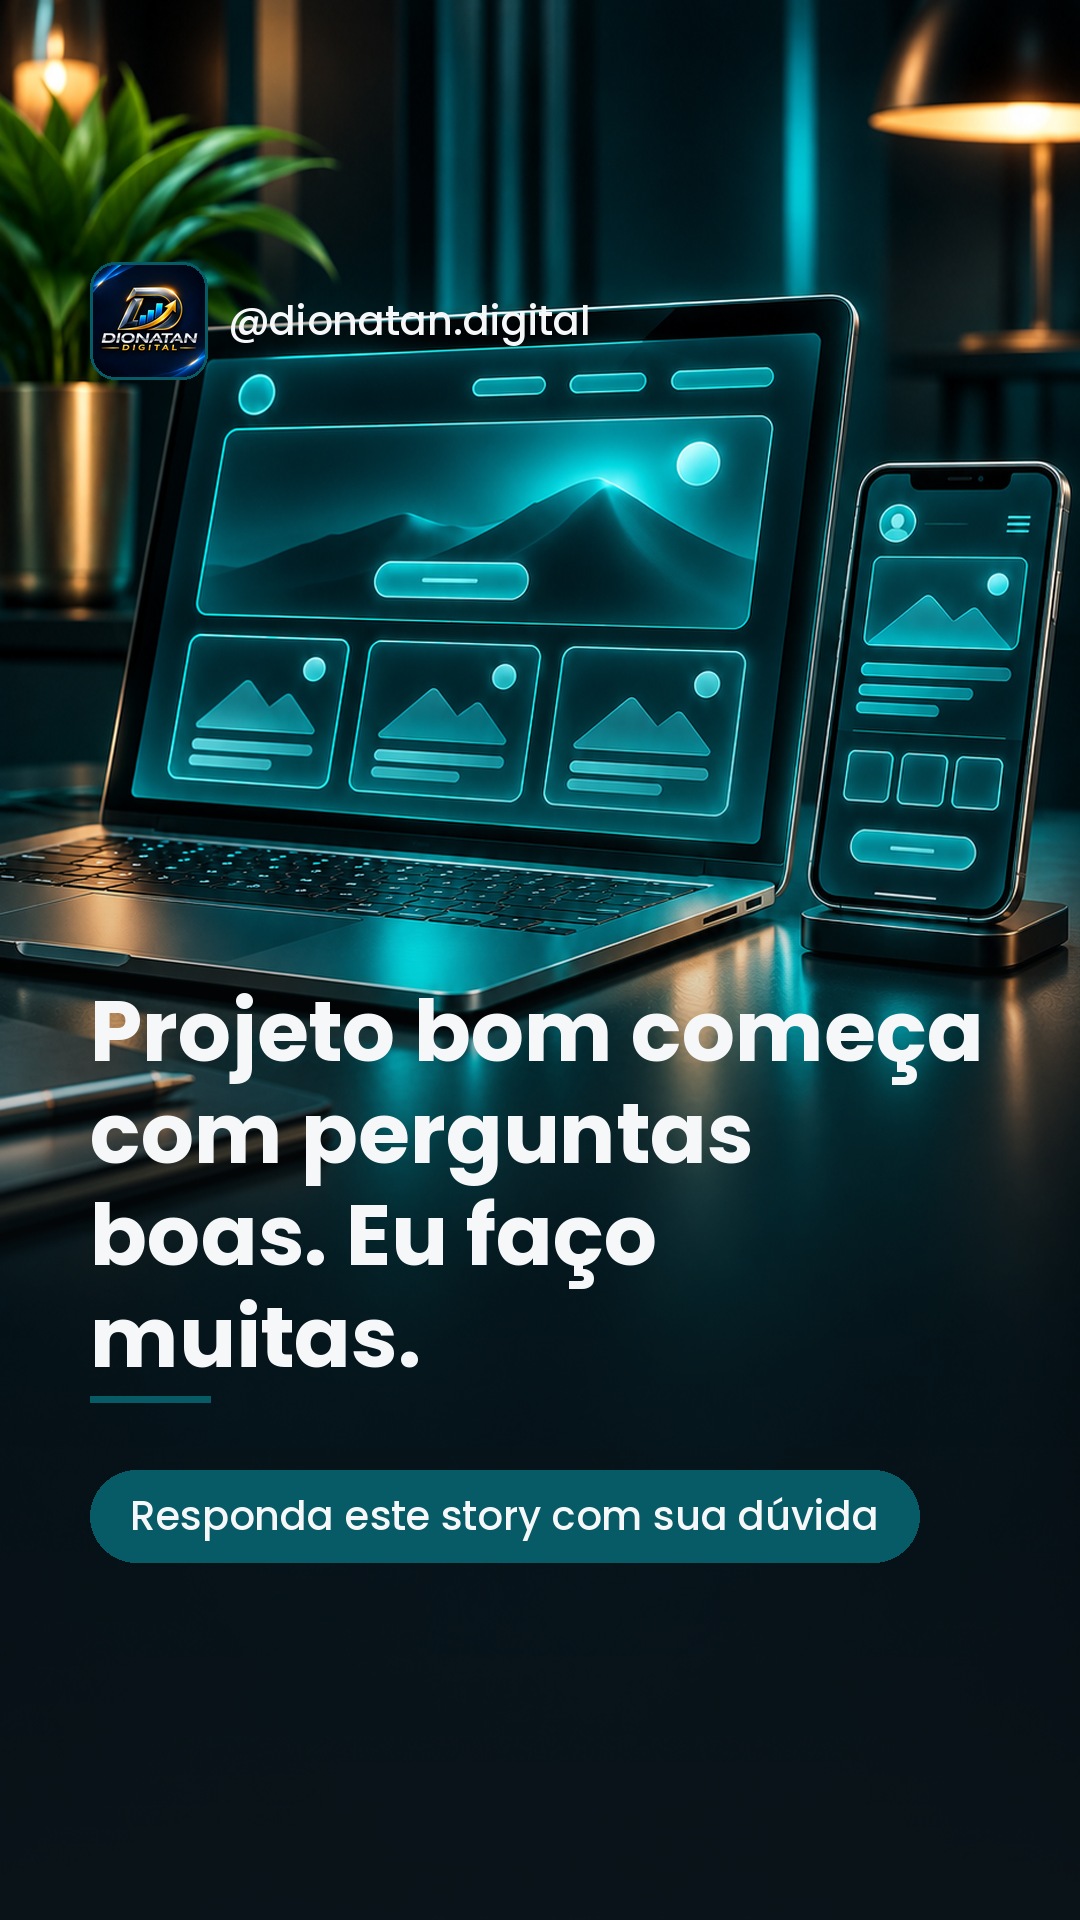 DIONATAN
DIGITAL
@dionatan.digital
Projeto bom começa
com perguntas
boas. Eu faço
muitas.
Responda este story com sua dúvida